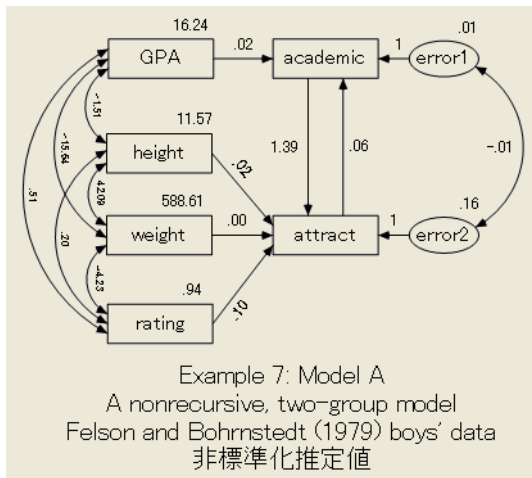 16.24
.01
GPA
.02
academic
1
error1
-1.51
11.57
-15.64
height
1.39
.06
-.01
.02
.51
42.09
588.61
.16
.20
weight
.00
attract
1
error2
-4.23
.94
.10
rating
Example 7: Model A
A nonrecursive, two-group model
Felson and Bohrnstedt (1979) boys' data
非標準化推定値